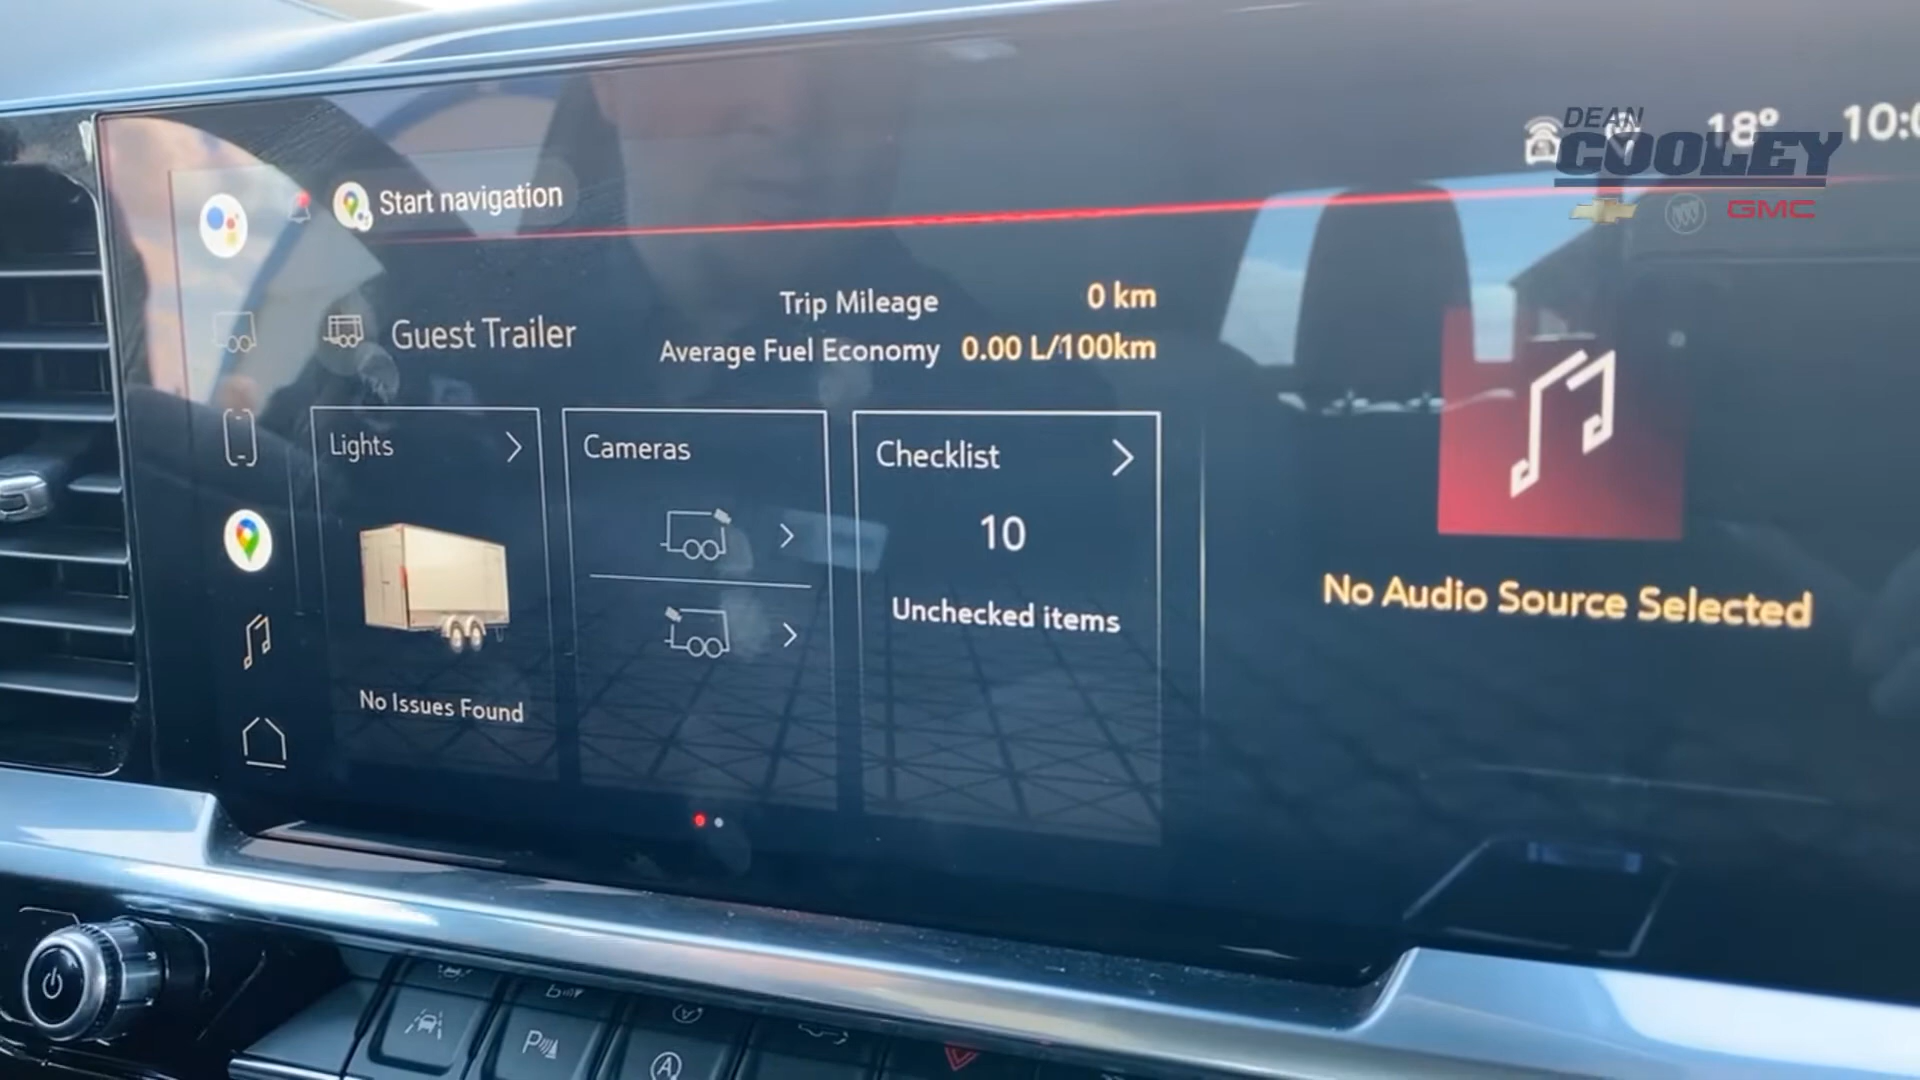 DEAN
COOLEY
GMC
18°
Start navigation
Guest Trailer
Trip Mileage 0 km
Average Fuel Economy 0.00 L/100km
Lights
No Issues Found
Cameras
Checklist
10
Unchecked items
No Audio Source Selected
P
A